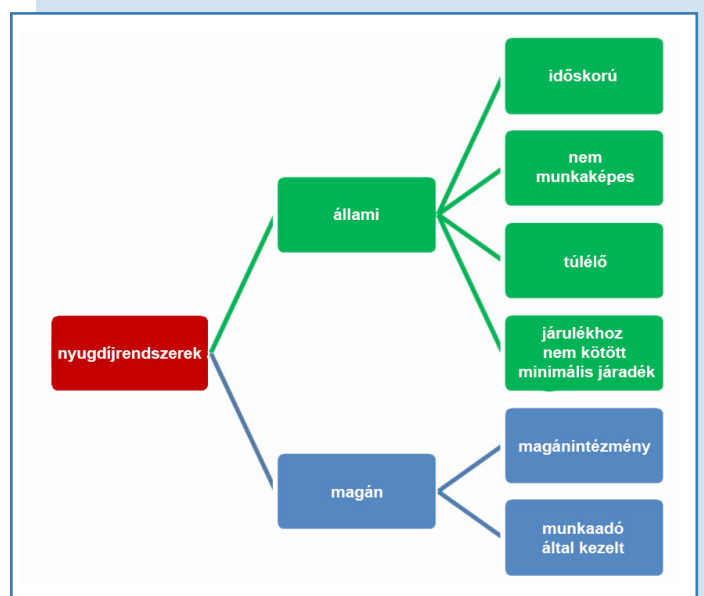 időskorú
nem
munkaképes
állami
túlélő
járulékhoz
nem kötött
minimális járadék
nyugdíjrendszerek
magánintézmény
magán
munkaadó
által kezelt